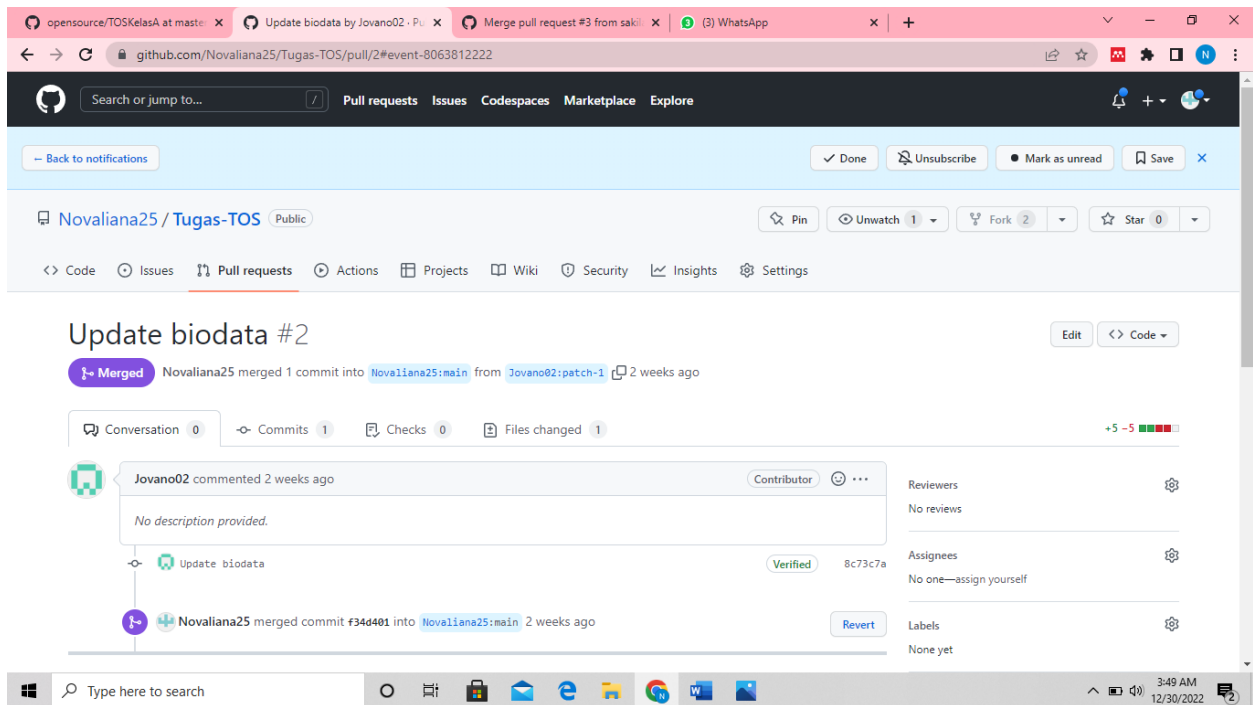 opensource/TOSKelasA at maste
Update biodata by Jovano02 · Pu
Merge pull request #3 from sakil
(3) WhatsApp
github.com/Novaliana25/Tugas-TOS/pull/2#event-8063812222
N
Search or jump to... /
Pull requests Issues Codespaces Marketplace Explore
← Back to notifications
Done Unsubscribe Mark as unread Save
Novaliana25 / Tugas-TOS Public
Pin Unwatch 1 Fork 2 Star 0
Code Issues Pull requests Actions Projects Wiki Security Insights Settings
Update biodata #2
Edit <> Code
Merged Novaliana25 merged 1 commit into Novaliana25:main from Jovano02:patch-1 2 weeks ago
Conversation 0 Commits 1 Checks 0 Files changed 1
+5 −5
Jovano02 commented 2 weeks ago Contributor
No description provided.
Update biodata Verified 8c73c7a
Novaliana25 merged commit f34d401 into Novaliana25:main 2 weeks ago Revert
Reviewers
No reviews
Assignees
No one—assign yourself
Labels
None yet
Type here to search
3:49 AM
12/30/2022
2